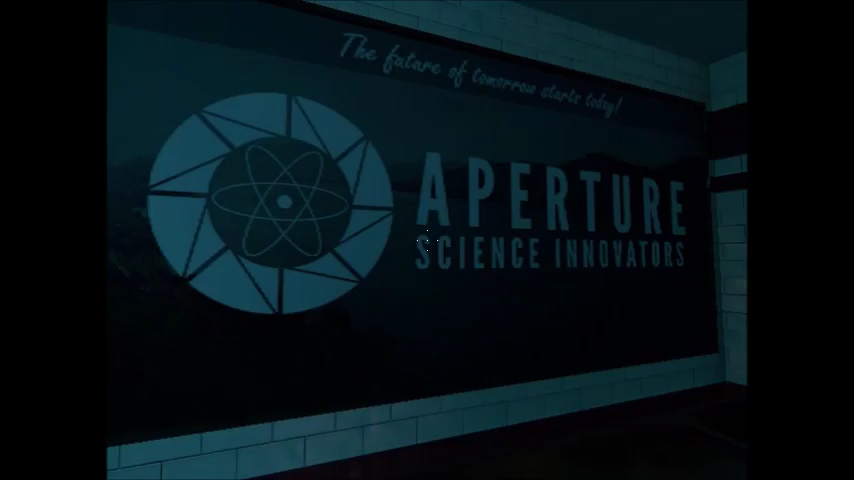 The future of tomorrow starts today!
APERTURE
SCIENCE INNOVATORS